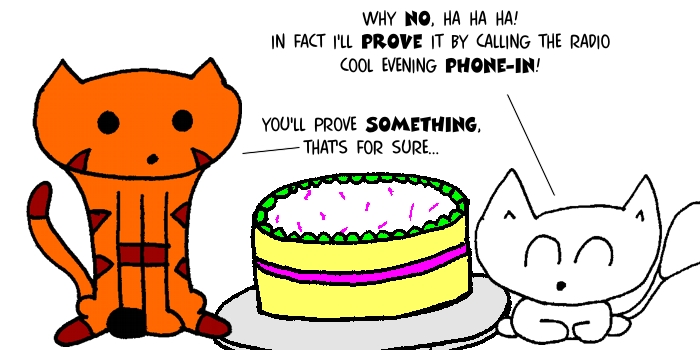 WHY NO, HA HA HA!
IN FACT I'LL PROVE IT BY CALLING THE RADIO
COOL EVENING PHONE-IN!
YOU'LL PROVE SOMETHING,
THAT'S FOR SURE...